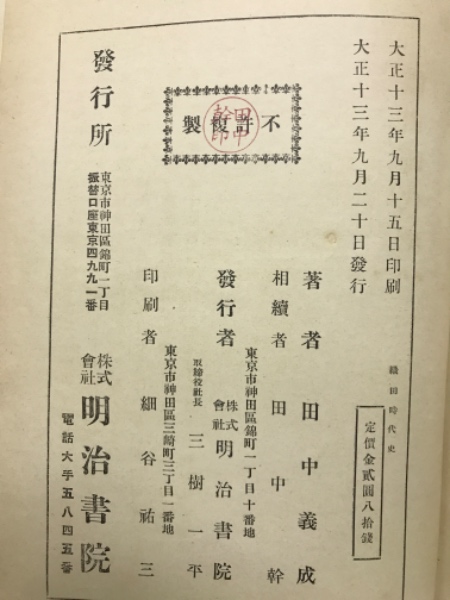 大正十三年九月十五日印刷
大正十三年九月二十日發行
織田時代史
定價金貳圓八拾錢
不許複製
田中幹印
著者 田中義成
相續者 田中幹
東京市神田區錦町一丁目十番地
發行者 株式會社 明治書院
取締役社長 三樹一平
東京市神田區三崎町三丁目一番地
印刷者 細谷祐三
發行所
東京市神田區錦町一丁目
振替口座東京四九九一番
株式會社 明治書院
電話大手五八四五番